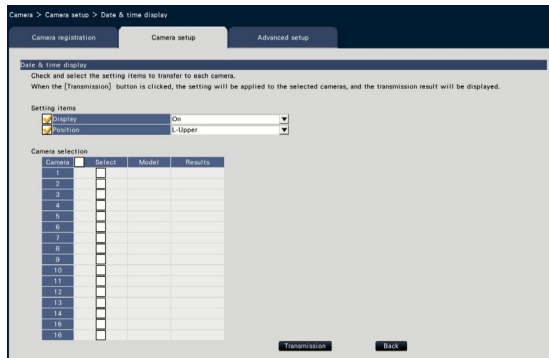 Camera > Camera setup > Date & time display
Camera registration Camera setup Advanced setup
Date & time display
Check and select the setting items to transfer to each camera.
When the [Transmission] button is clicked, the setting will be applied to the selected cameras, and the transmission result will be displayed.
Setting items
Display On
Position L-Upper
Camera selection
Camera Select Model Results
1
2
3
4
5
6
7
8
9
10
11
12
13
14
15
16
Transmission Back